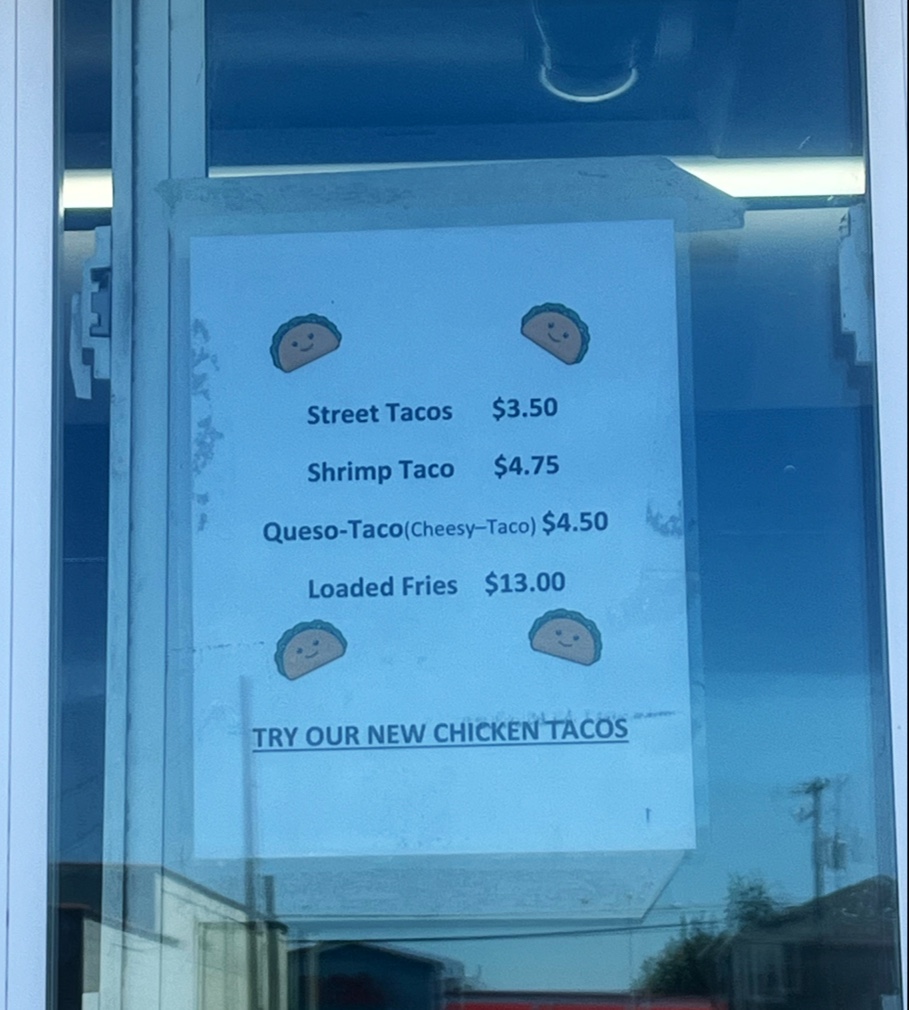 Street Tacos $3.50
Shrimp Taco $4.75
Queso-Taco(Cheesy–Taco) $4.50
Loaded Fries $13.00
TRY OUR NEW CHICKEN TACOS